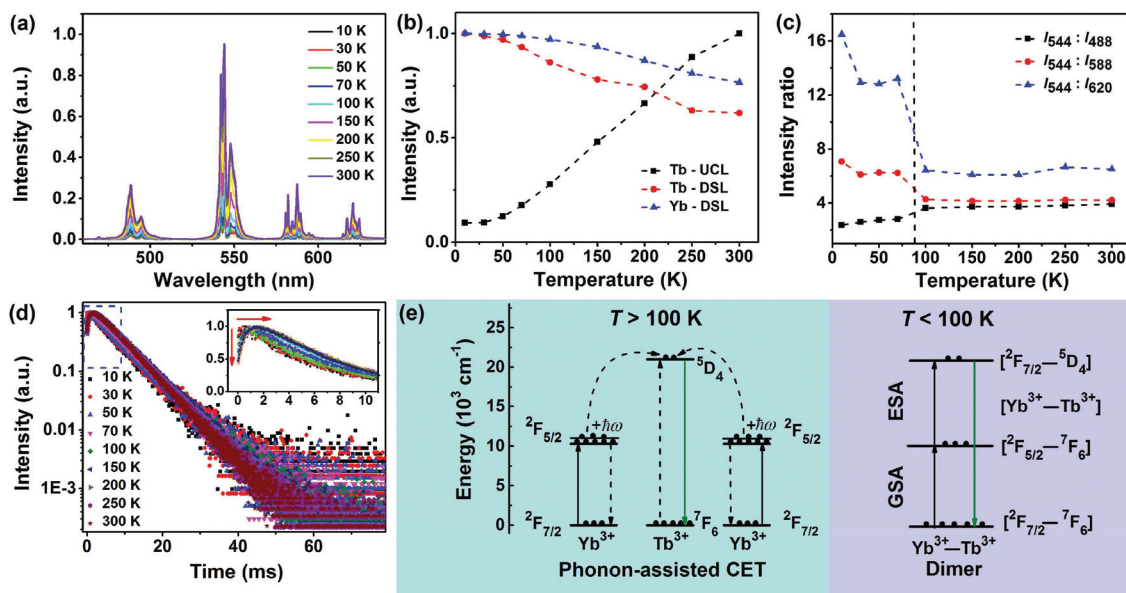 (a)
Intensity (a.u.)
1.0
0.8
0.6
0.4
0.2
0.0
500
550
600
Wavelength (nm)
10 K
30 K
50 K
70 K
100 K
150 K
200 K
250 K
300 K
(b)
Intensity (a.u.)
1.0
0.5
0.0
0 50 100 150 200 250 300
Temperature (K)
Tb - UCL
Tb - DSL
Yb - DSL
(c)
Intensity ratio
16
12
8
4
0 50 100 150 200 250 300
Temperature (K)
I544 : I488
I544 : I588
I544 : I620
(d)
Intensity (a.u.)
1
0.1
0.01
1E-3
0 20 40 60
Time (ms)
10 K
30 K
50 K
70 K
100 K
150 K
200 K
250 K
300 K
1.0
0.5
0.0
0 2 4 6 8 10
(e)
T > 100 K
Energy (10³ cm⁻¹)
25
20
15
10
5
0
⁵D₄
+ħω
+ħω
²F₅/₂
²F₅/₂
²F₇/₂
⁷F₆
²F₇/₂
Yb³⁺
Tb³⁺
Yb³⁺
Phonon-assisted CET
T < 100 K
ESA
GSA
[²F₇/₂—⁵D₄]
[Yb³⁺—Tb³⁺]
[²F₅/₂—⁷F₆]
[²F₇/₂—⁷F₆]
Yb³⁺—Tb³⁺
Dimer